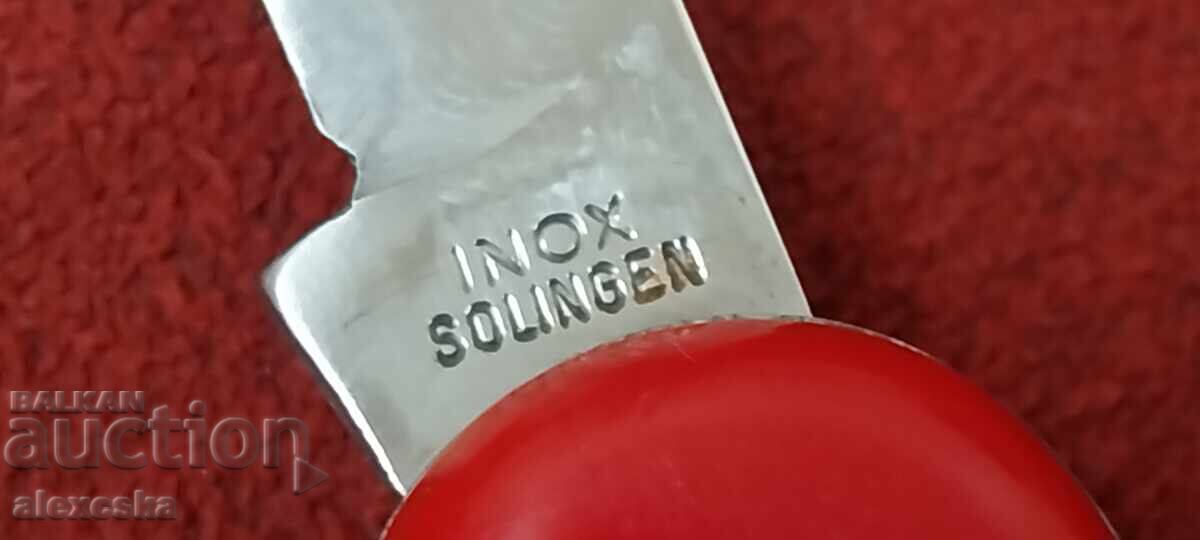 INOX
SOLINGEN
BALKAN
auction
alexcska